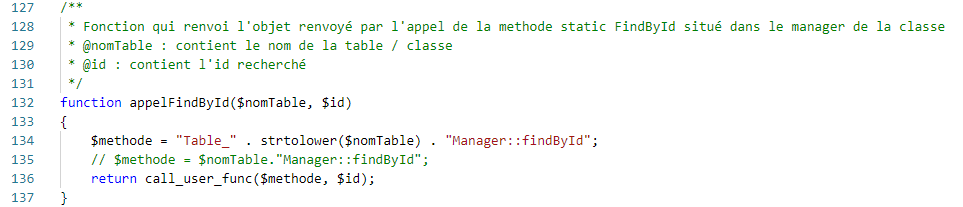 127 /**
128  * Fonction qui renvoi l'objet renvoyé par l'appel de la methode static FindById situé dans le manager de la classe
129  * @nomTable : contient le nom de la table / classe
130  * @id : contient l'id recherché
131  */
132 function appelFindById($nomTable, $id)
133 {
134     $methode = "Table_" . strtolower($nomTable) . "Manager::findById";
135     // $methode = $nomTable."Manager::findById";
136     return call_user_func($methode, $id);
137 }